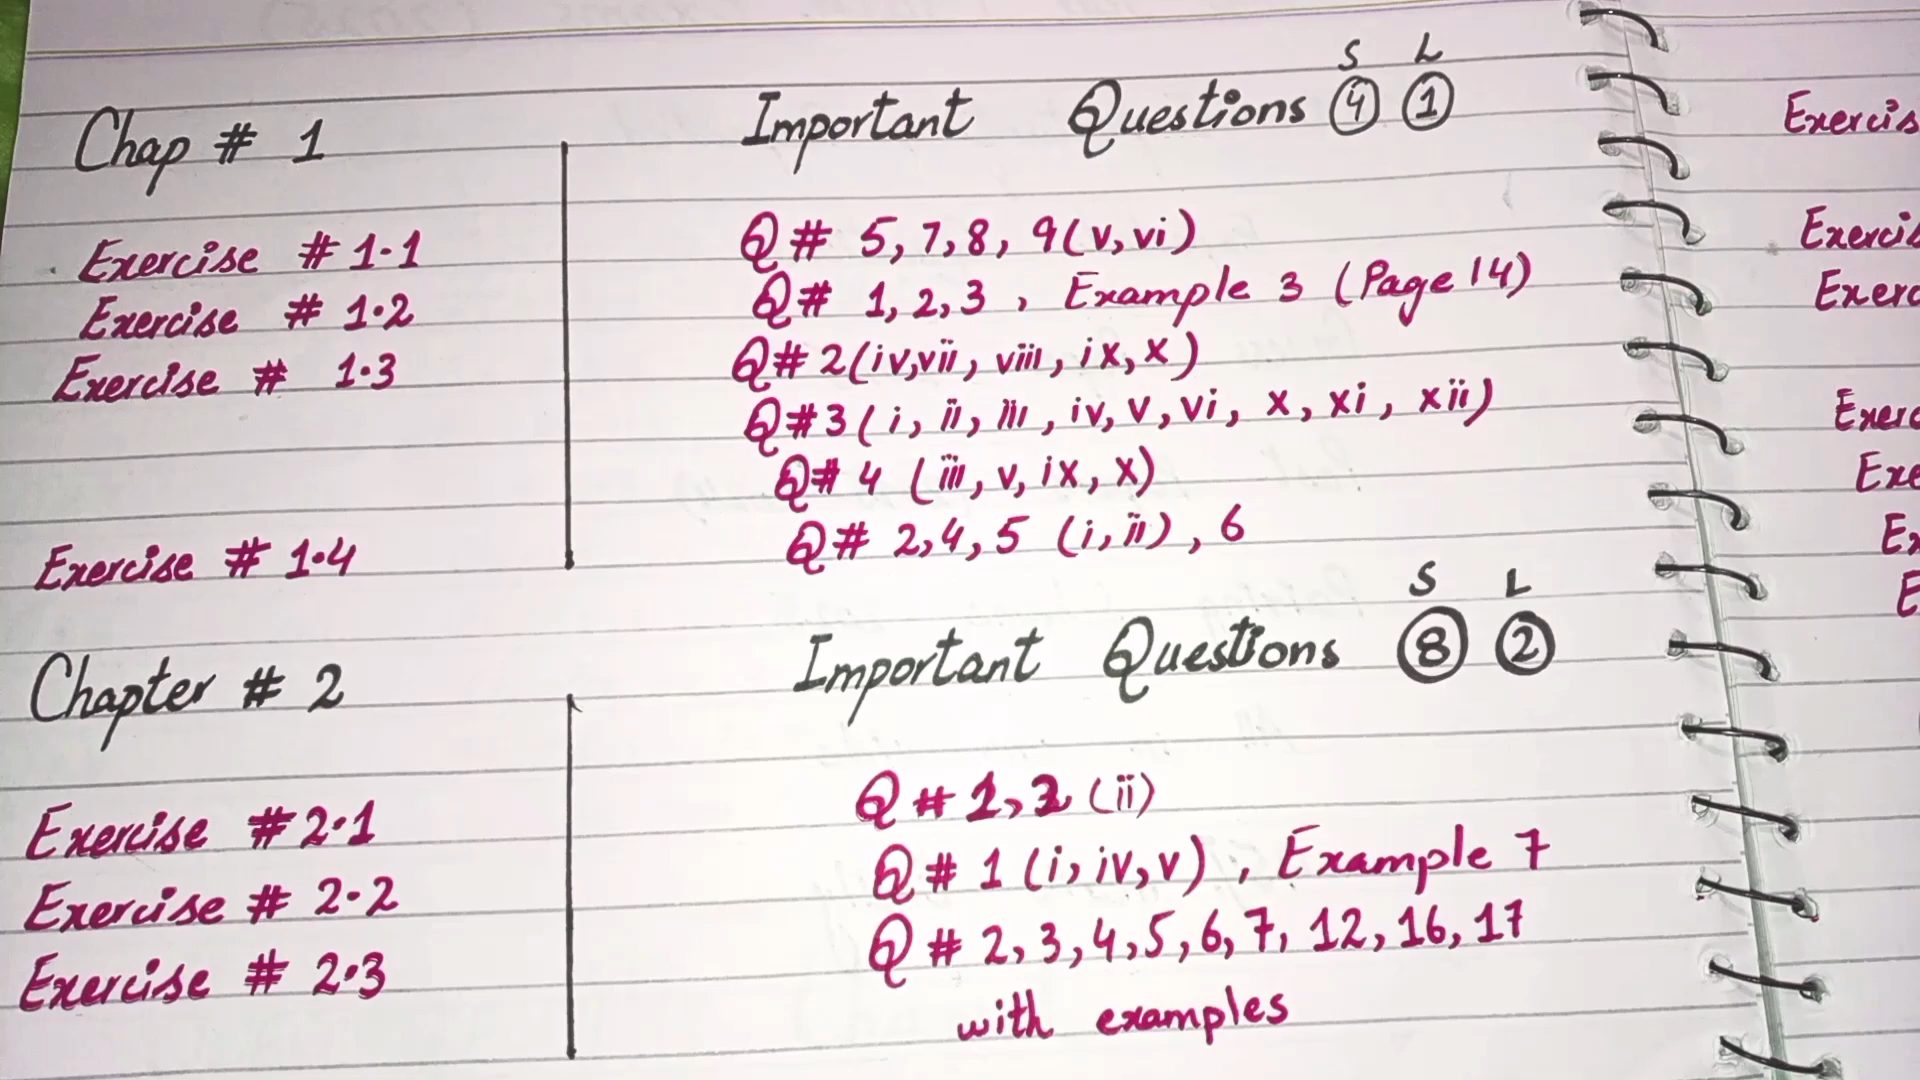 S L
Chap # 1 Important Questions 4 1
Exercise # 1.1 Q# 5, 7, 8, 9(v, vi)
Exercise # 1.2 Q# 1, 2, 3, Example 3 (Page 14)
Exercise # 1.3 Q# 2(iv, vii, viii, ix, x)
Q#3(i, ii, iii, iv, v, vi, x, xi, xii)
Q# 4 (iii, v, ix, x)
Exercise # 1.4 Q# 2, 4, 5 (i, ii), 6
S L
Chapter # 2 Important Questions 8 2
Exercise # 2.1 Q # 1, 2 (ii)
Exercise # 2.2 Q # 1 (i, iv, v), Example 7
Exercise # 2.3 Q # 2, 3, 4, 5, 6, 7, 12, 16, 17
with examples